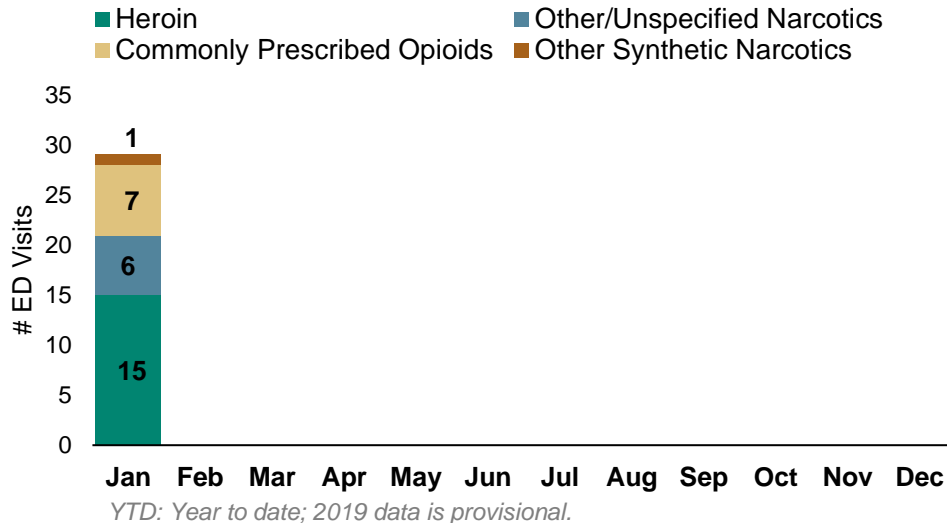 Heroin Other/Unspecified Narcotics
Commonly Prescribed Opioids Other Synthetic Narcotics
# ED Visits
35
30
25
20
15
10
5
0
1
7
6
15
Jan Feb Mar Apr May Jun Jul Aug Sep Oct Nov Dec
YTD: Year to date; 2019 data is provisional.